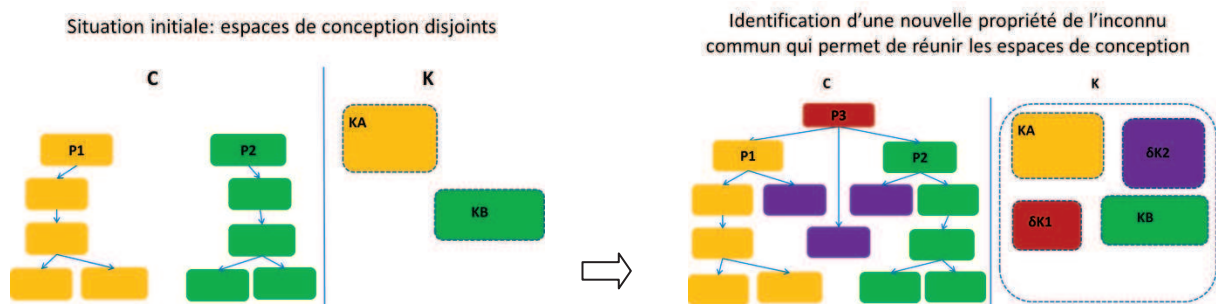 Situation initiale: espaces de conception disjoints
C
K
P1
P2
KA
KB
Identification d'une nouvelle propriété de l'inconnu
commun qui permet de réunir les espaces de conception
C
K
P3
P1
P2
KA
δK2
δK1
KB